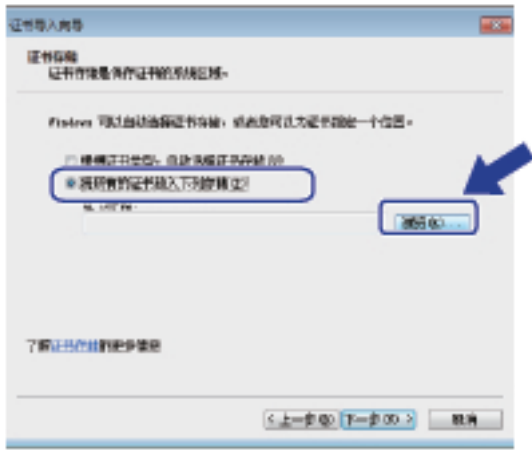 证书导入向导
证书存储
证书存储是保存证书的系统区域。
Windows 可以自动选择证书存储，或者您可以为证书指定一个位置。
根据证书类型，自动选择证书存储(U)
将所有的证书放入下列存储(P)
证书存储:
浏览(R)...
了解证书存储的更多信息
<上一步(B) 下一步(N) > 取消